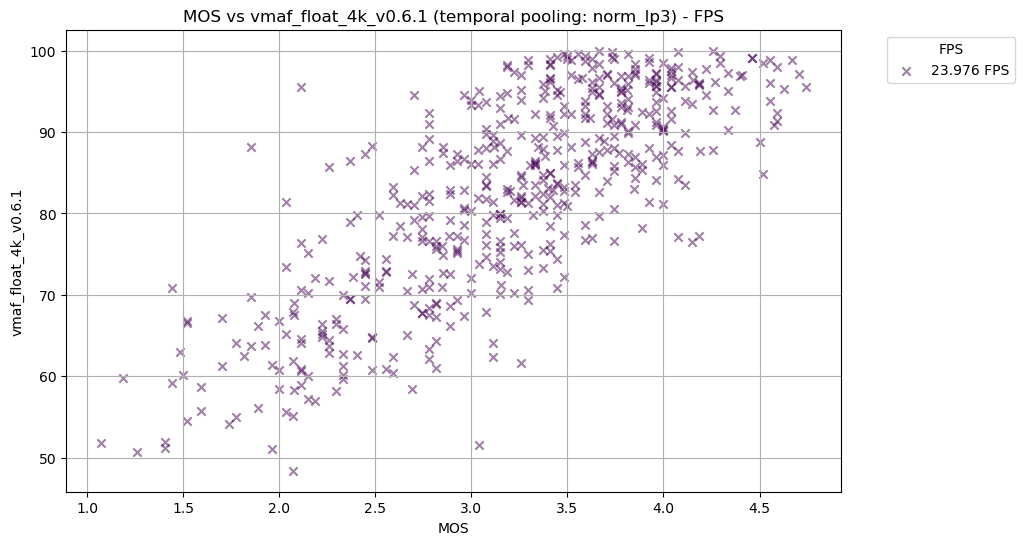 MOS vs vmaf_float_4k_v0.6.1 (temporal pooling: norm_lp3) - FPS
FPS
23.976 FPS
100
90
80
70
60
50
vmaf_float_4k_v0.6.1
1.0 1.5 2.0 2.5 3.0 3.5 4.0 4.5
MOS